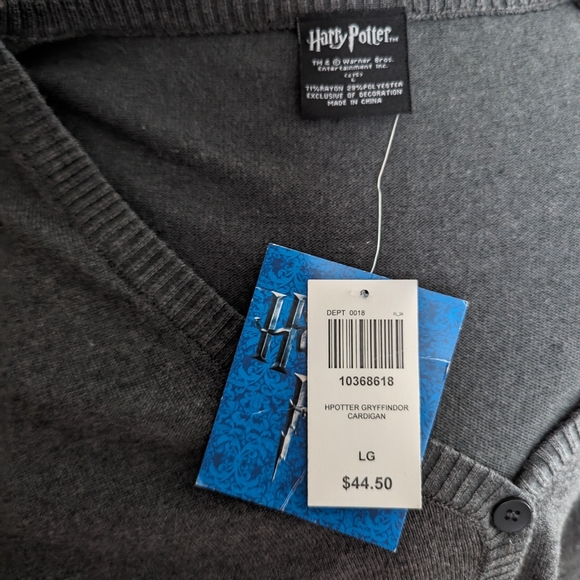 Harry Potter™
TM & © Warner Bros.
Entertainment Inc.
71%RAYON 29%POLYESTER
EXCLUSIVE OF DECORATION
MADE IN CHINA
DEPT 0018
10368618
HPOTTER GRYFFINDOR
CARDIGAN
LG
$44.50